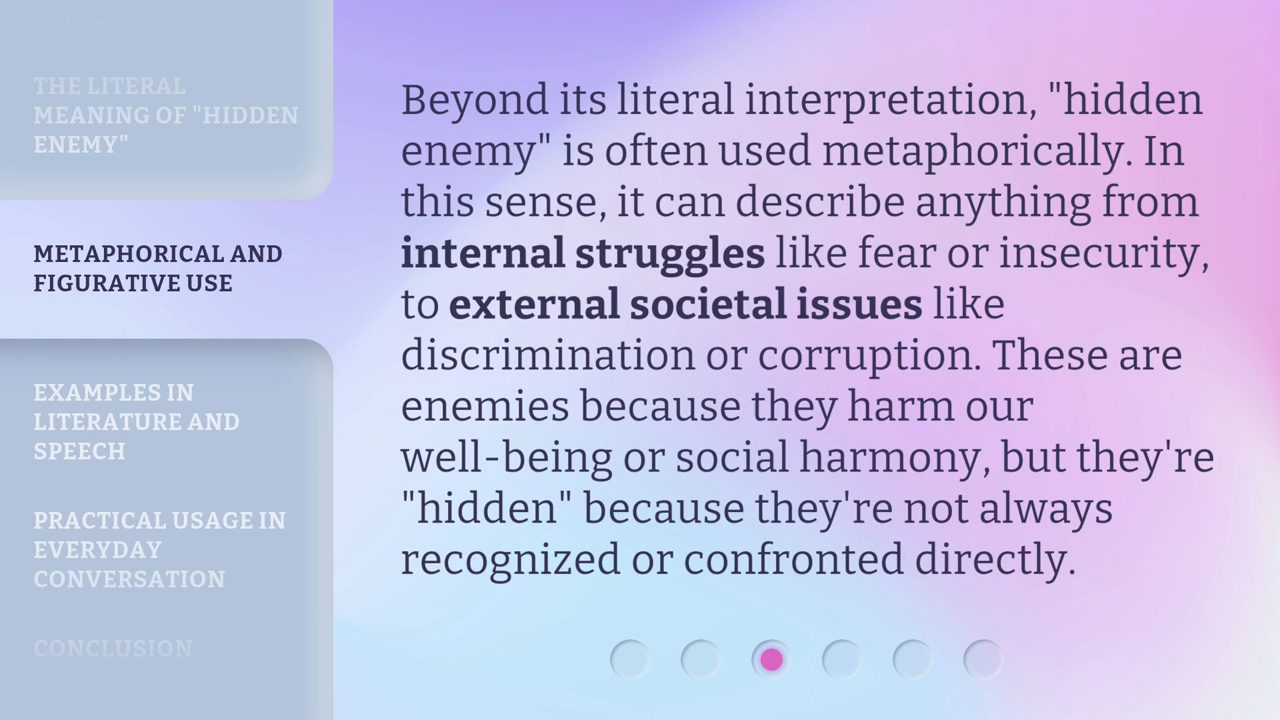 THE LITERAL
MEANING OF "HIDDEN
ENEMY"
METAPHORICAL AND
FIGURATIVE USE
EXAMPLES IN
LITERATURE AND
SPEECH
PRACTICAL USAGE IN
EVERYDAY
CONVERSATION
CONCLUSION
Beyond its literal interpretation, "hidden
enemy" is often used metaphorically. In
this sense, it can describe anything from
internal struggles like fear or insecurity,
to external societal issues like
discrimination or corruption. These are
enemies because they harm our
well-being or social harmony, but they're
"hidden" because they're not always
recognized or confronted directly.